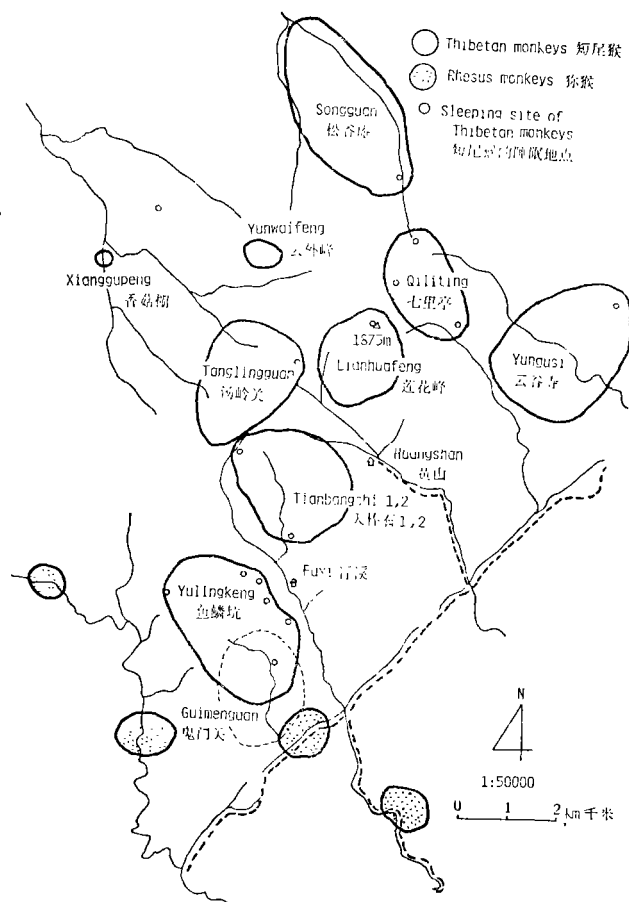 Thibetan monkeys 短尾猴
Rhesus monkeys 猕猴
Sleeping site of
Thibetan monkeys
Songguan
松谷庵
Yunwaifeng
云外峰
Xianggupeng
香菇棚
Qiliting
七里亭
1873m
Lianhuafeng
莲花峰
Yungusi
云谷寺
Tanglingguan
汤岭关
Huangshan
黄山
Tianbangzhi 1,2
Fuxi
Yulingkeng
鱼鳞坑
Guimenguan
鬼门关
N
1:50000
0 1 2 km 千米